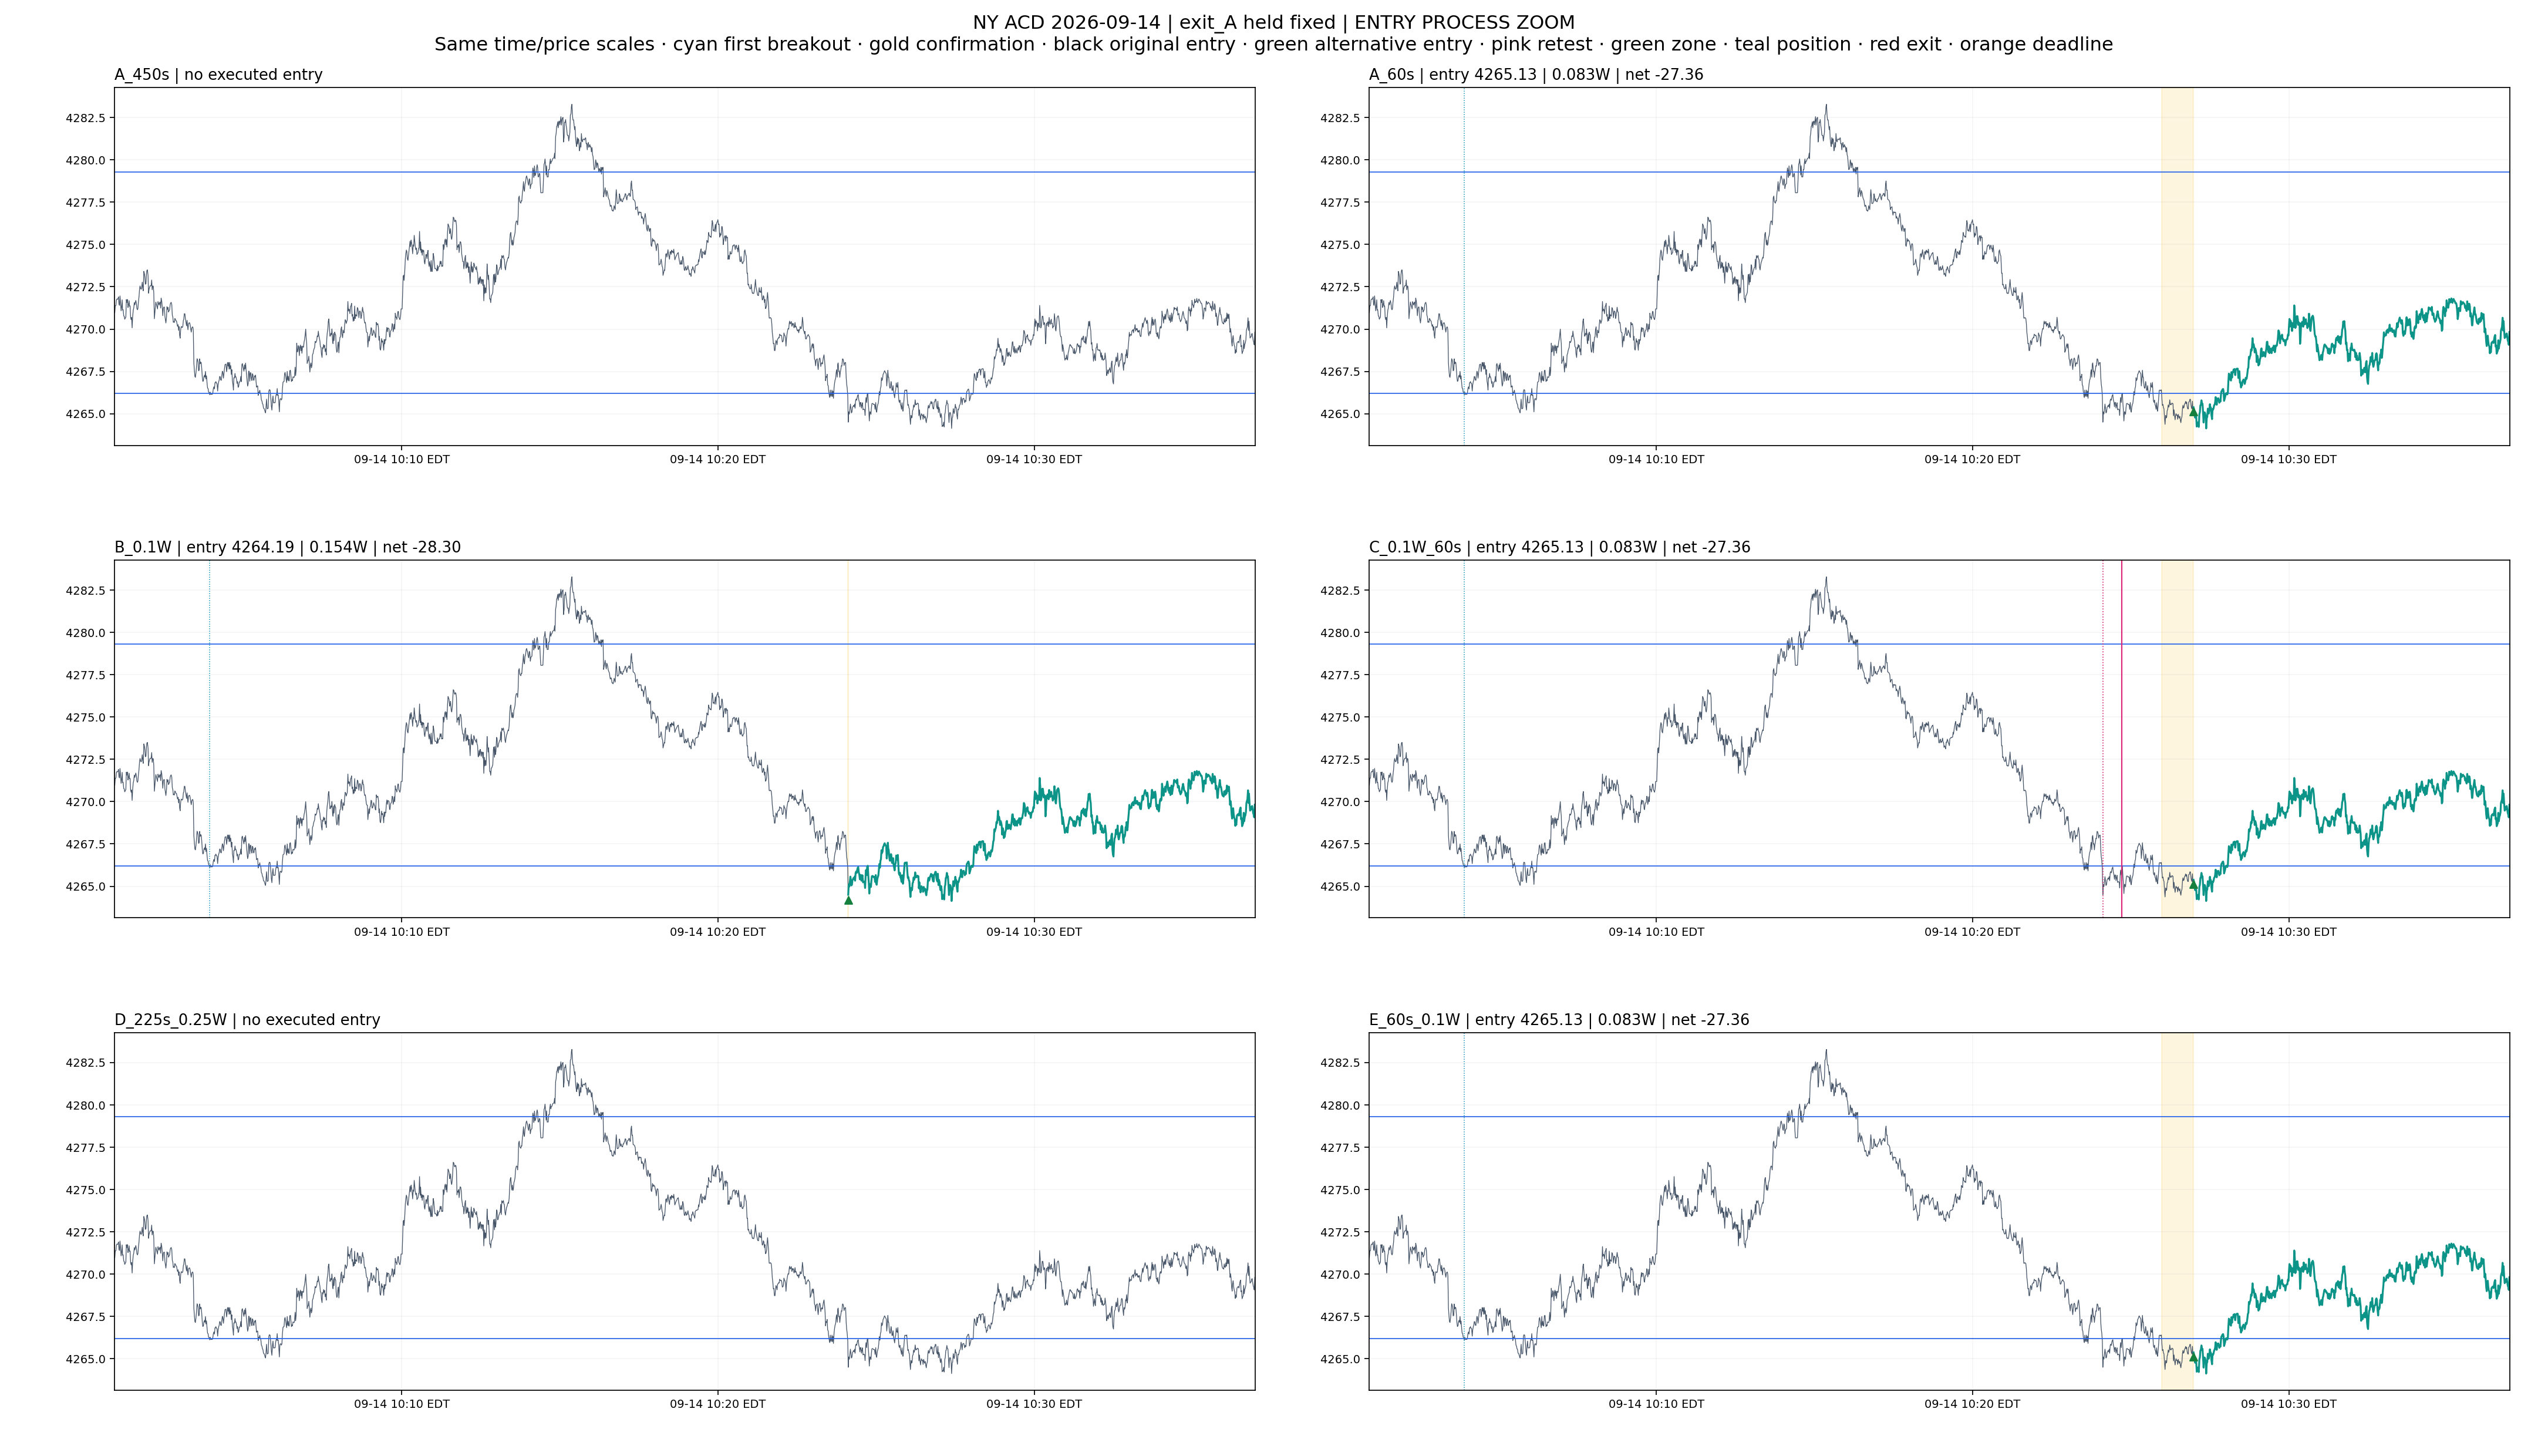 NY ACD 2026-09-14 | exit_A held fixed | ENTRY PROCESS ZOOM
Same time/price scales · cyan first breakout · gold confirmation · black original entry · green alternative entry · pink retest · green zone · teal position · red exit · orange deadline
A_450s | no executed entry
4282.5
4280.0
4277.5
4275.0
4272.5
4270.0
4267.5
4265.0
09-14 10:10 EDT
09-14 10:20 EDT
09-14 10:30 EDT
A_60s | entry 4265.13 | 0.083W | net -27.36
4282.5
4280.0
4277.5
4275.0
4272.5
4270.0
4267.5
4265.0
09-14 10:10 EDT
09-14 10:20 EDT
09-14 10:30 EDT
B_0.1W | entry 4264.19 | 0.154W | net -28.30
4282.5
4280.0
4277.5
4275.0
4272.5
4270.0
4267.5
4265.0
09-14 10:10 EDT
09-14 10:20 EDT
09-14 10:30 EDT
C_0.1W_60s | entry 4265.13 | 0.083W | net -27.36
4282.5
4280.0
4277.5
4275.0
4272.5
4270.0
4267.5
4265.0
09-14 10:10 EDT
09-14 10:20 EDT
09-14 10:30 EDT
D_225s_0.25W | no executed entry
4282.5
4280.0
4277.5
4275.0
4272.5
4270.0
4267.5
4265.0
09-14 10:10 EDT
09-14 10:20 EDT
09-14 10:30 EDT
E_60s_0.1W | entry 4265.13 | 0.083W | net -27.36
4282.5
4280.0
4277.5
4275.0
4272.5
4270.0
4267.5
4265.0
09-14 10:10 EDT
09-14 10:20 EDT
09-14 10:30 EDT